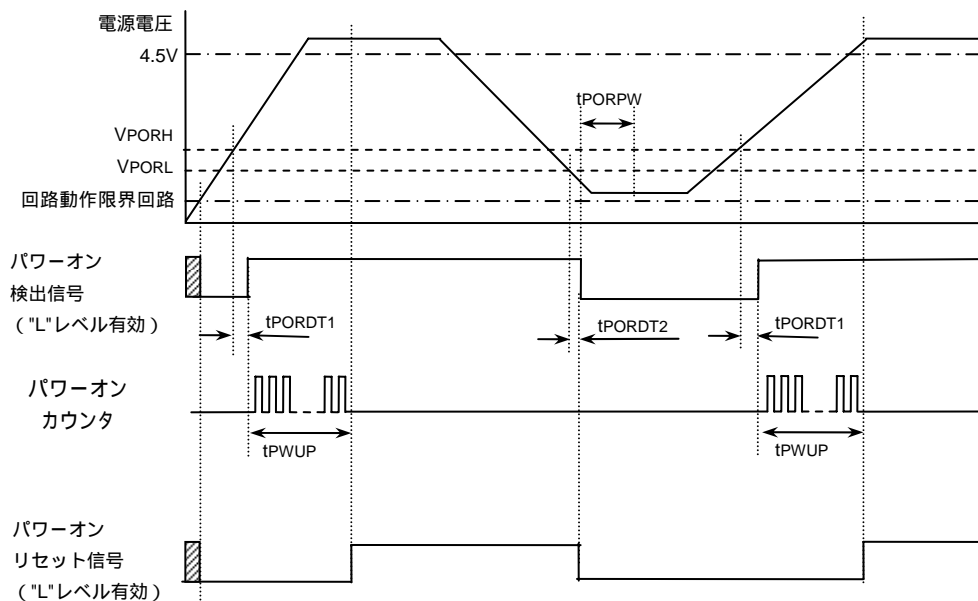 電源電圧
4.5V
tPORPW
VPORH
VPORL
回路動作限界回路
パワーオン
検出信号
("L"レベル有効)
tPORDT1
tPORDT2
tPORDT1
パワーオン
カウンタ
tPWUP
tPWUP
パワーオン
リセット信号
("L"レベル有効)